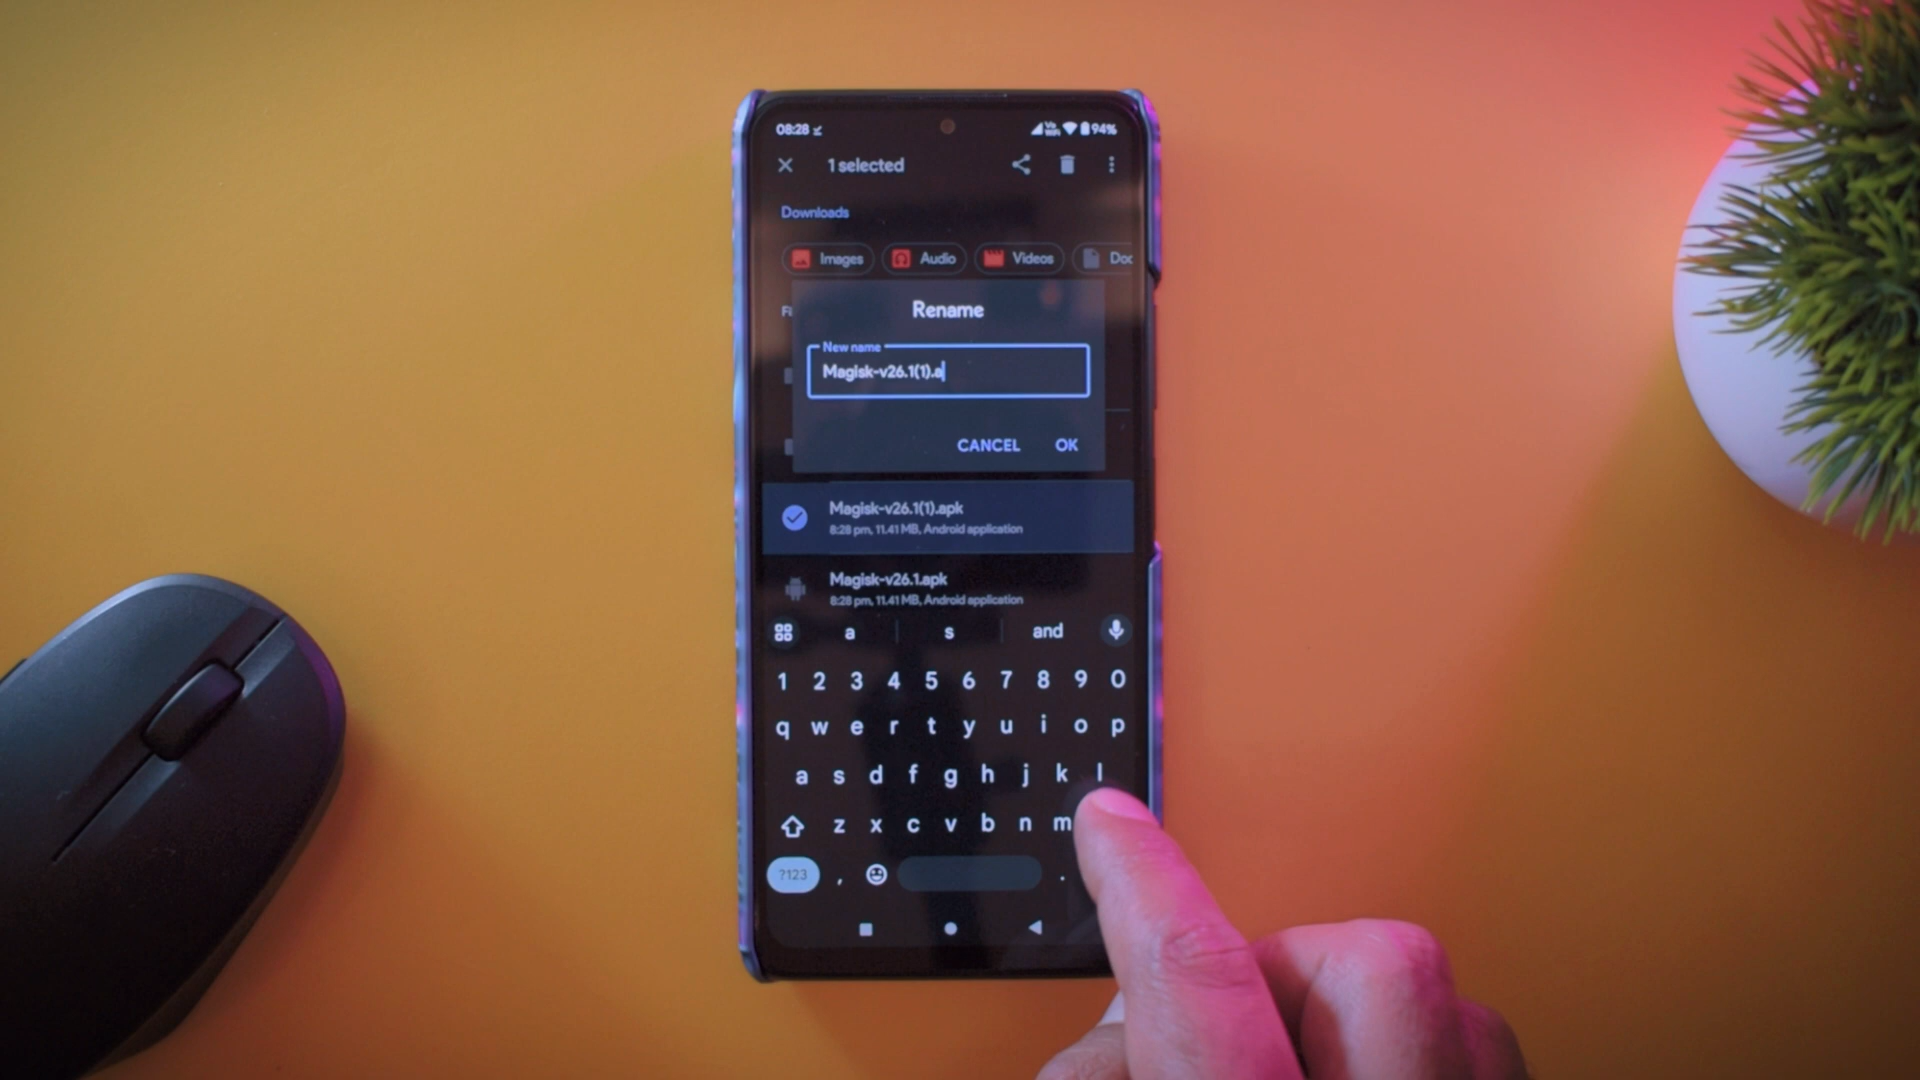 08:28 Vo WiFi 94%
1 selected
Downloads
Images Audio Videos Doc
Rename
New name
Magisk-v26.1(1).a
CANCEL OK
Magisk-v26.1(1).apk
8:28 pm, 11.41 MB, Android application
Magisk-v26.1.apk
8:28 pm, 11.41 MB, Android application
a s and
1 2 3 4 5 6 7 8 9 0
q w e r t y u i o p
a s d f g h j k l
z x c v b n m
?123 , .